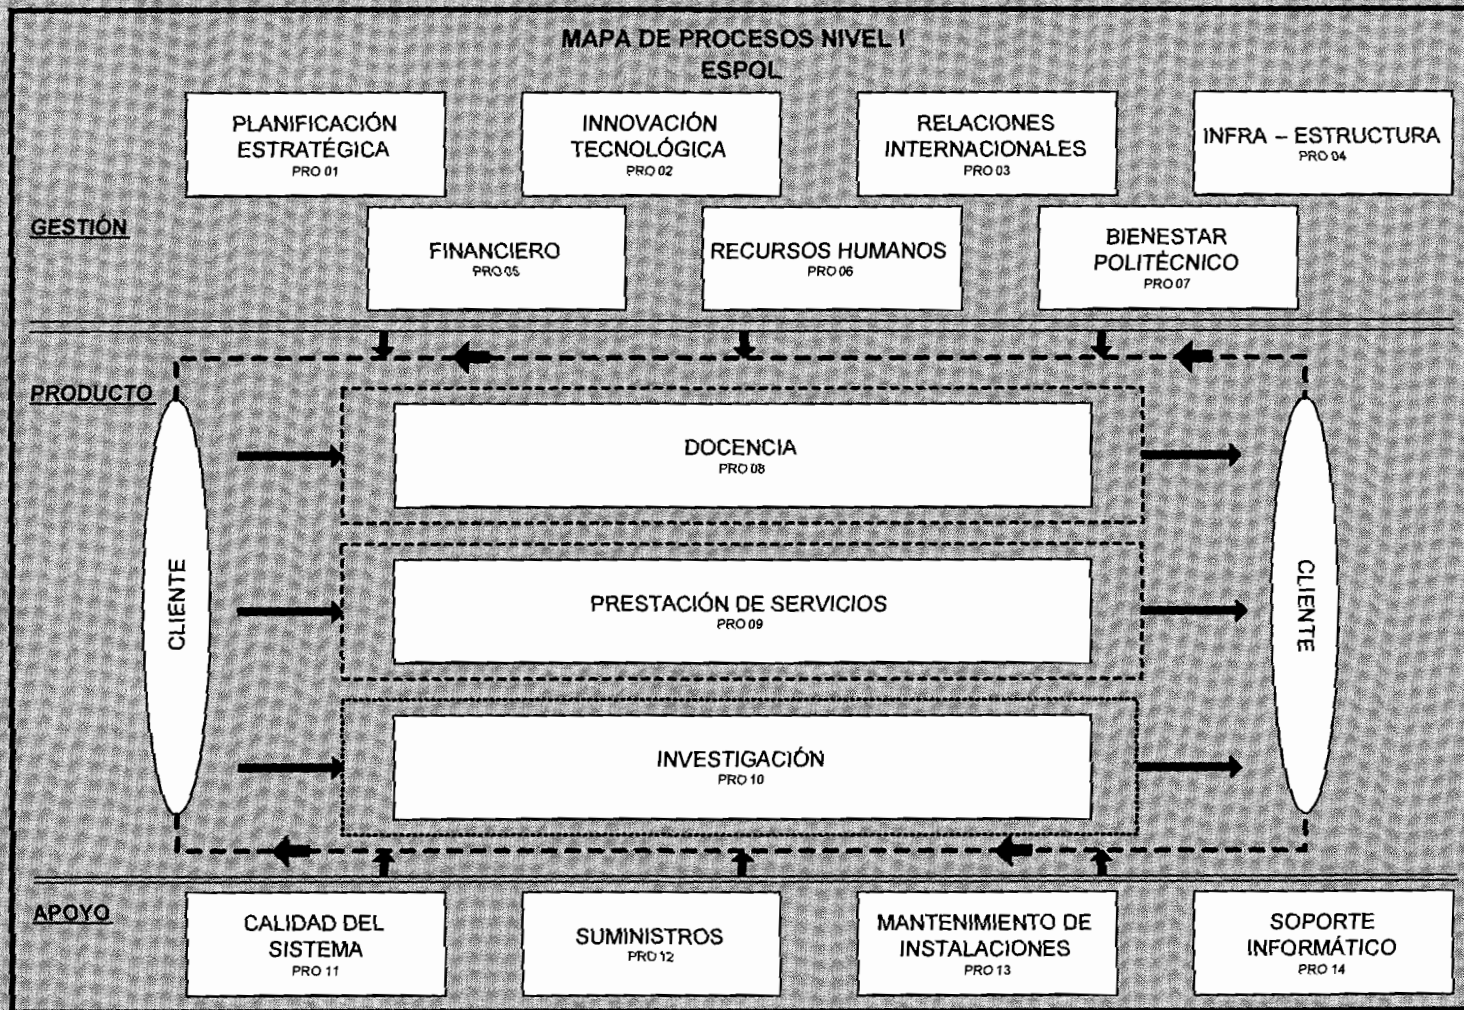 MAPA DE PROCESOS NIVEL I
ESPOL
PLANIFICACIÓN
ESTRATÉGICA
PRO 01
INNOVACIÓN
TECNOLÓGICA
PRO 02
RELACIONES
INTERNACIONALES
PRO 03
INFRA – ESTRUCTURA
PRO 04
GESTIÓN
FINANCIERO
PRO 05
RECURSOS HUMANOS
PRO 06
BIENESTAR
POLITÉCNICO
PRO 07
PRODUCTO
CLIENTE
DOCENCIA
PRO 08
PRESTACIÓN DE SERVICIOS
PRO 09
INVESTIGACIÓN
PRO 10
CLIENTE
APOYO
CALIDAD DEL
SISTEMA
PRO 11
SUMINISTROS
PRO 12
MANTENIMIENTO DE
INSTALACIONES
PRO 13
SOPORTE
INFORMÁTICO
PRO 14